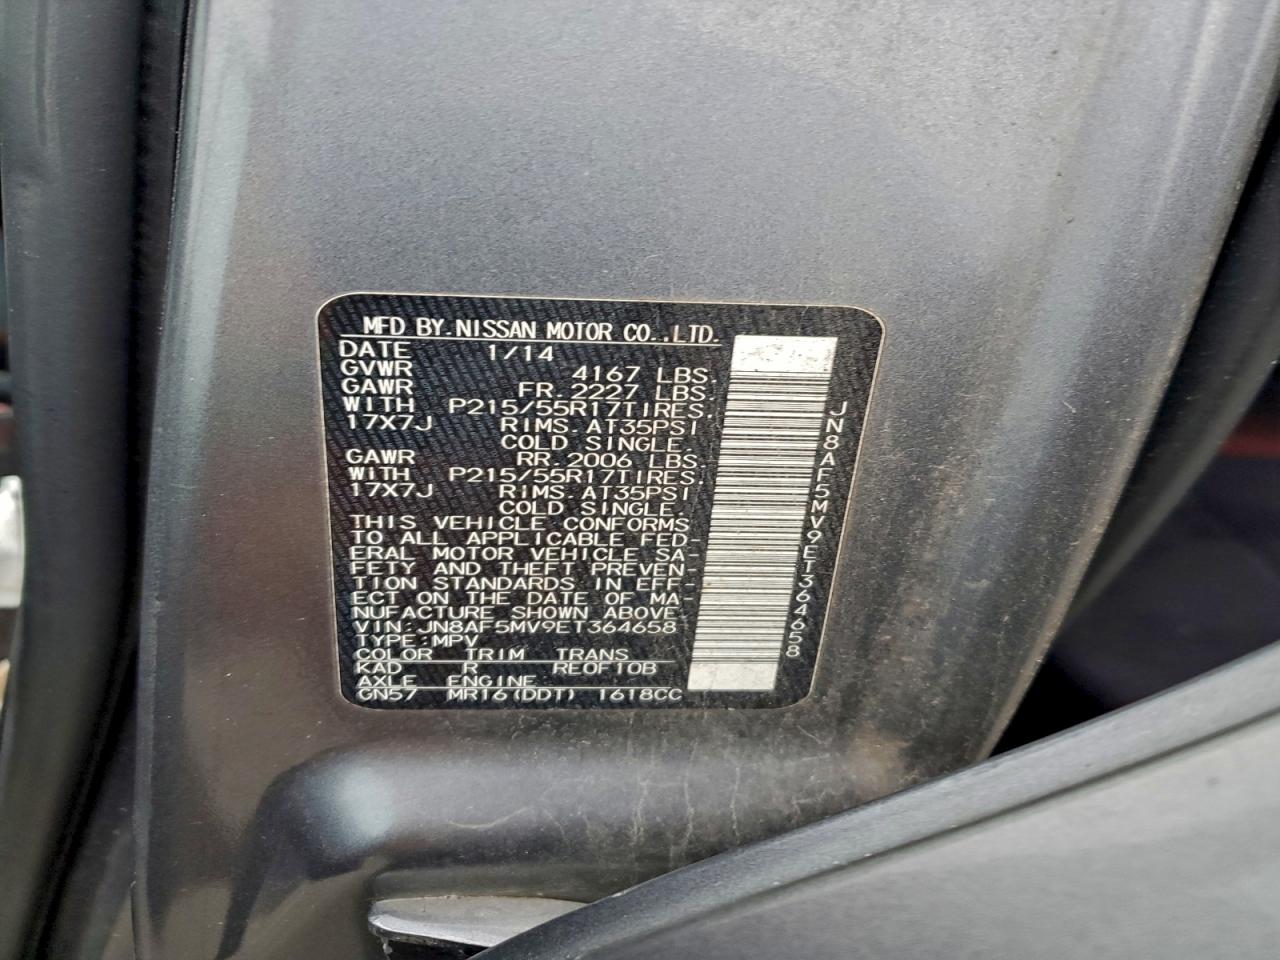 MFD BY.NISSAN MOTOR CO.,LTD.
DATE 1/14
GVWR 4167 LBS.
GAWR FR.2227 LBS.
WITH P215/55R17TIRES.
17X7J RIMS.AT35PSI
COLD SINGLE.
GAWR RR.2006 LBS.
WITH P215/55R17TIRES.
17X7J RIMS.AT35PSI
COLD SINGLE.
THIS VEHICLE CONFORMS
TO ALL APPLICABLE FED-
ERAL MOTOR VEHICLE SA-
FETY AND THEFT PREVEN-
TION STANDARDS IN EFF-
ECT ON THE DATE OF MA-
NUFACTURE SHOWN ABOVE
VIN:JN8AF5MV9ET364658
TYPE:MPV
COLOR TRIM TRANS
KAD R RE0F10B
AXLE ENGINE
GN57 MR16(DDT) 1618CC
JN8AF5MV9ET364658